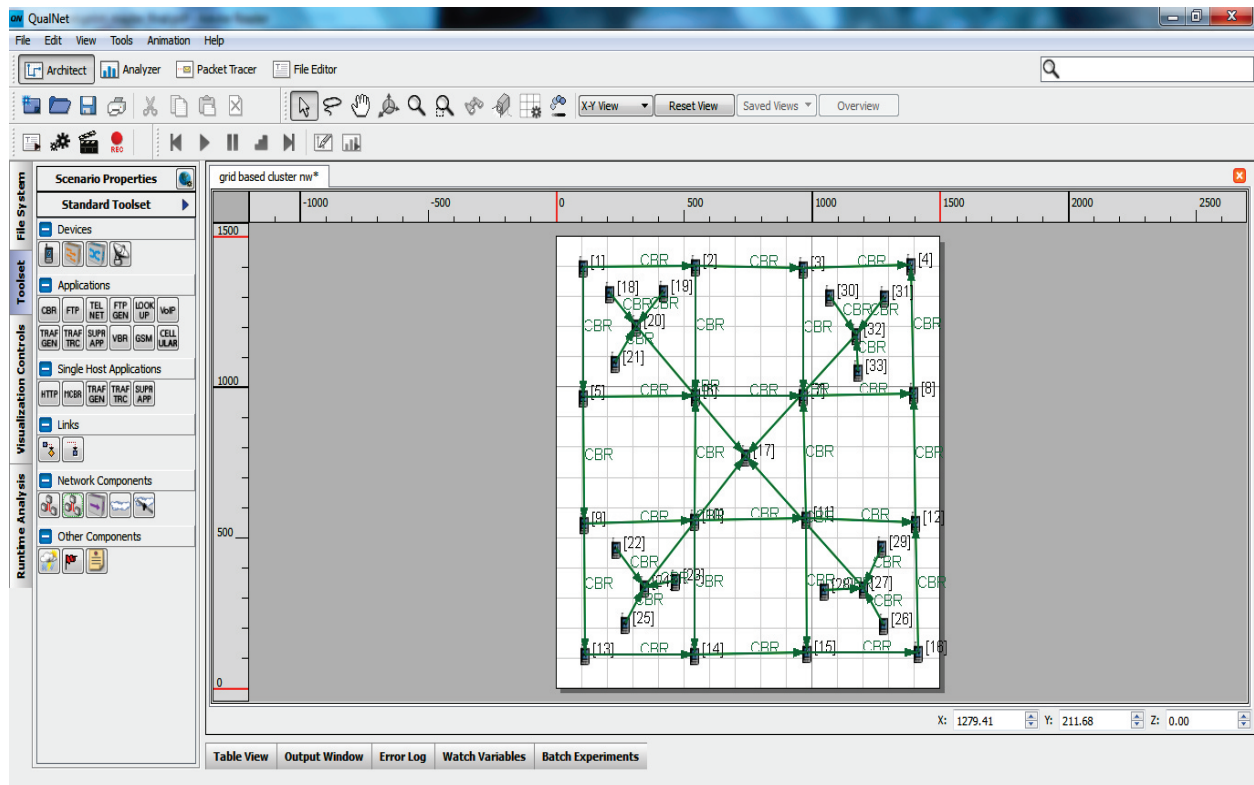 QualNet
File Edit View Tools Animation Help
Architect Analyzer Packet Tracer File Editor
X-Y View Reset View Saved Views Overview
REC
File System
Toolset
Visualization Controls
Runtime Analysis
Scenario Properties
Standard Toolset
Devices
Applications
CBR FTP TEL NET FTP GEN LOOK UP VoIP
TRAF GEN TRAF TRC SUPR APP VBR GSM CELL ULAR
Single Host Applications
HTTP MCBR TRAF GEN TRAF TRC SUPR APP
Links
Network Components
Other Components
grid based cluster nw*
-1000 -500 0 500 1000 1500 2000 2500
1500
1000
500
0
[1] CBR [2] CBR [3] CBR [4]
[18] [19] [30] [31]
CBR CBR CBR CBR
CBR [20] CBR CBR [32] CBR
CBR CBR
[21] [33]
[5] CBR [6] CBR [7] CBR [8]
CBR CBR [17] CBR CBR
[9] CBR [10] CBR [11] CBR [12]
[22] [29]
CBR CBR
CBR [24] CBR [23] CBR CBR [28] CBR [27] CBR
CBR CBR
[25] [26]
[13] CBR [14] CBR [15] CBR [16]
X: 1279.41 Y: 211.68 Z: 0.00
Table View Output Window Error Log Watch Variables Batch Experiments